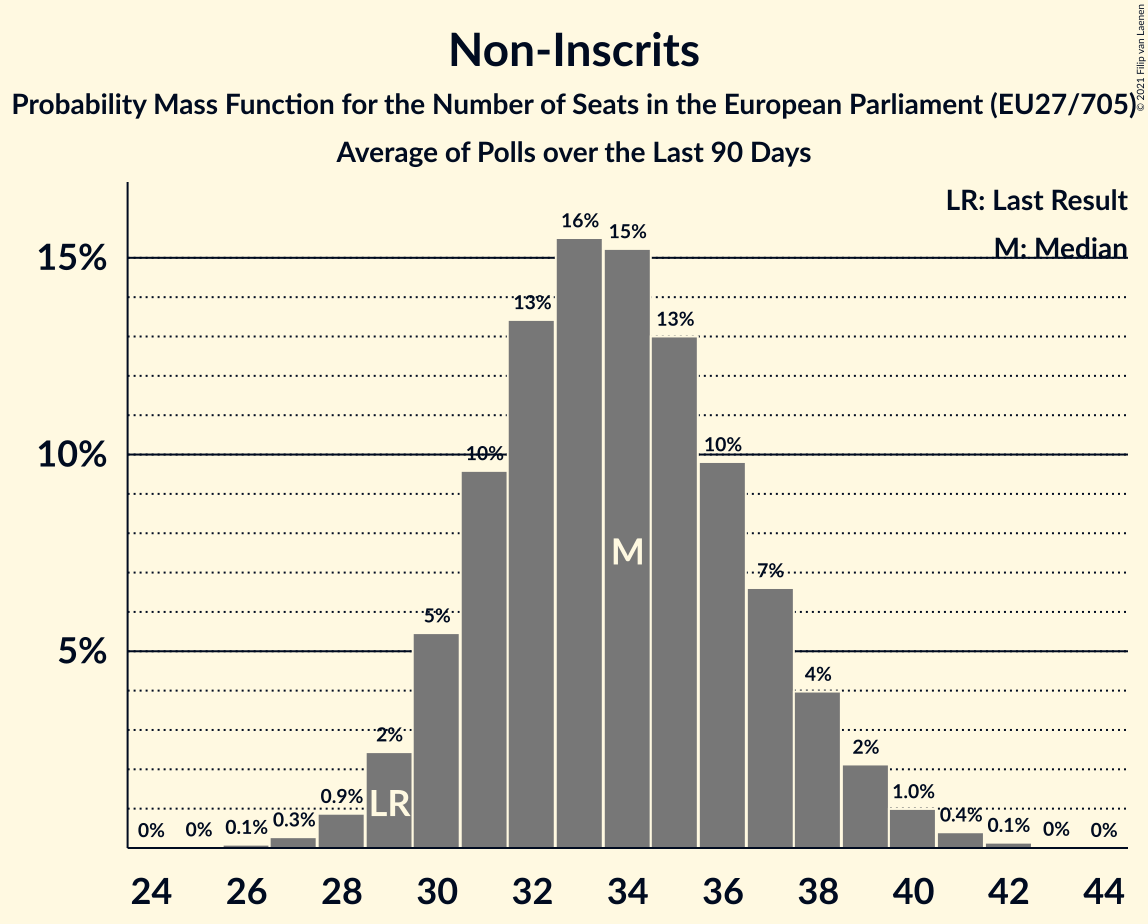 Non-Inscrits
Probability Mass Function for the Number of Seats in the European Parliament (EU27/705)
Average of Polls over the Last 90 Days
© 2021 Filip van Laenen
LR: Last Result
M: Median
15%
10%
5%
0%
0%
0.1%
0.3%
0.9%
2%
5%
10%
13%
16%
15%
13%
10%
7%
4%
2%
1.0%
0.4%
0.1%
0%
0%
LR
M
24 26 28 30 32 34 36 38 40 42 44